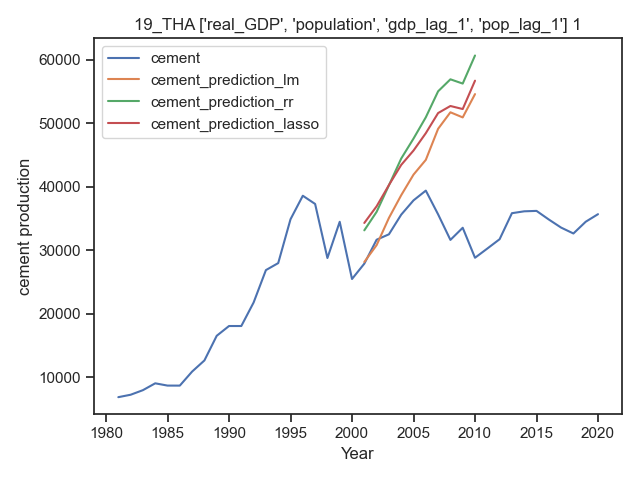 19_THA ['real_GDP', 'population', 'gdp_lag_1', 'pop_lag_1'] 1
cement
cement_prediction_lm
cement_prediction_rr
cement_prediction_lasso
cement production
60000
50000
40000
30000
20000
10000
1980 1985 1990 1995 2000 2005 2010 2015 2020
Year